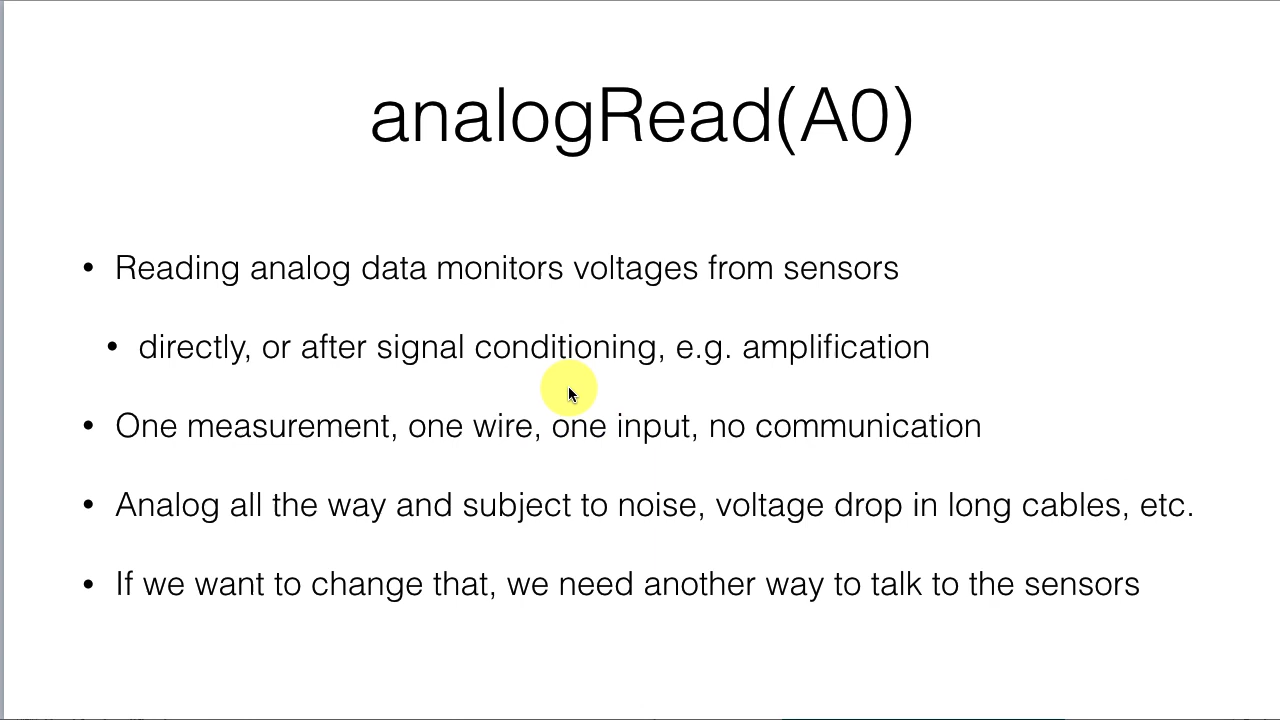 analogRead(A0)
• Reading analog data monitors voltages from sensors
• directly, or after signal conditioning, e.g. amplification
• One measurement, one wire, one input, no communication
• Analog all the way and subject to noise, voltage drop in long cables, etc.
• If we want to change that, we need another way to talk to the sensors